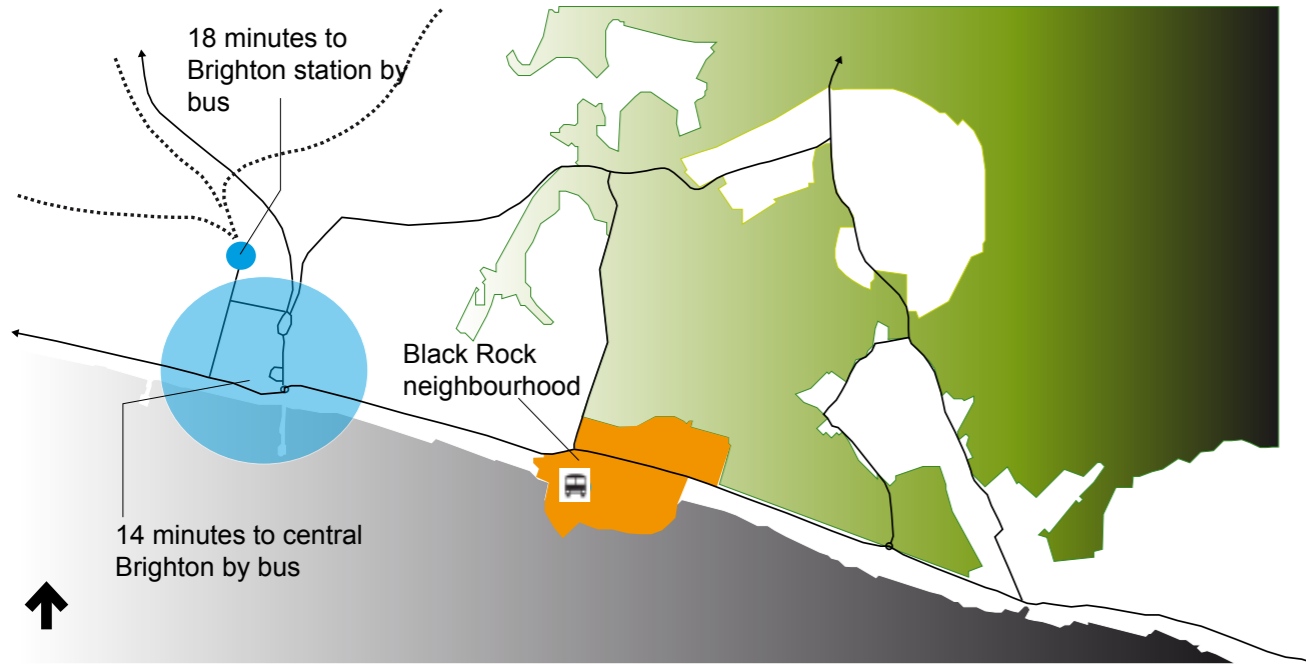 18 minutes to
Brighton station by
bus
Black Rock
neighbourhood
14 minutes to central
Brighton by bus